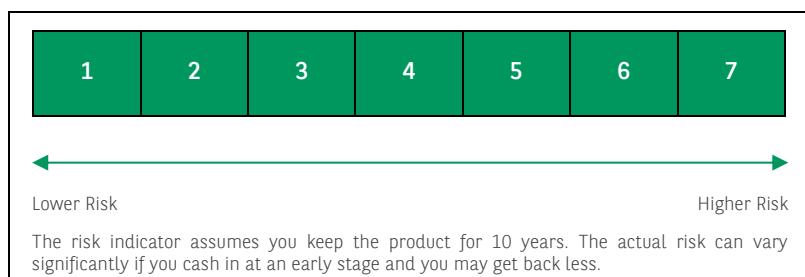 1 2 3 4 5 6 7
Lower Risk Higher Risk
The risk indicator assumes you keep the product for 10 years. The actual risk can vary
significantly if you cash in at an early stage and you may get back less.